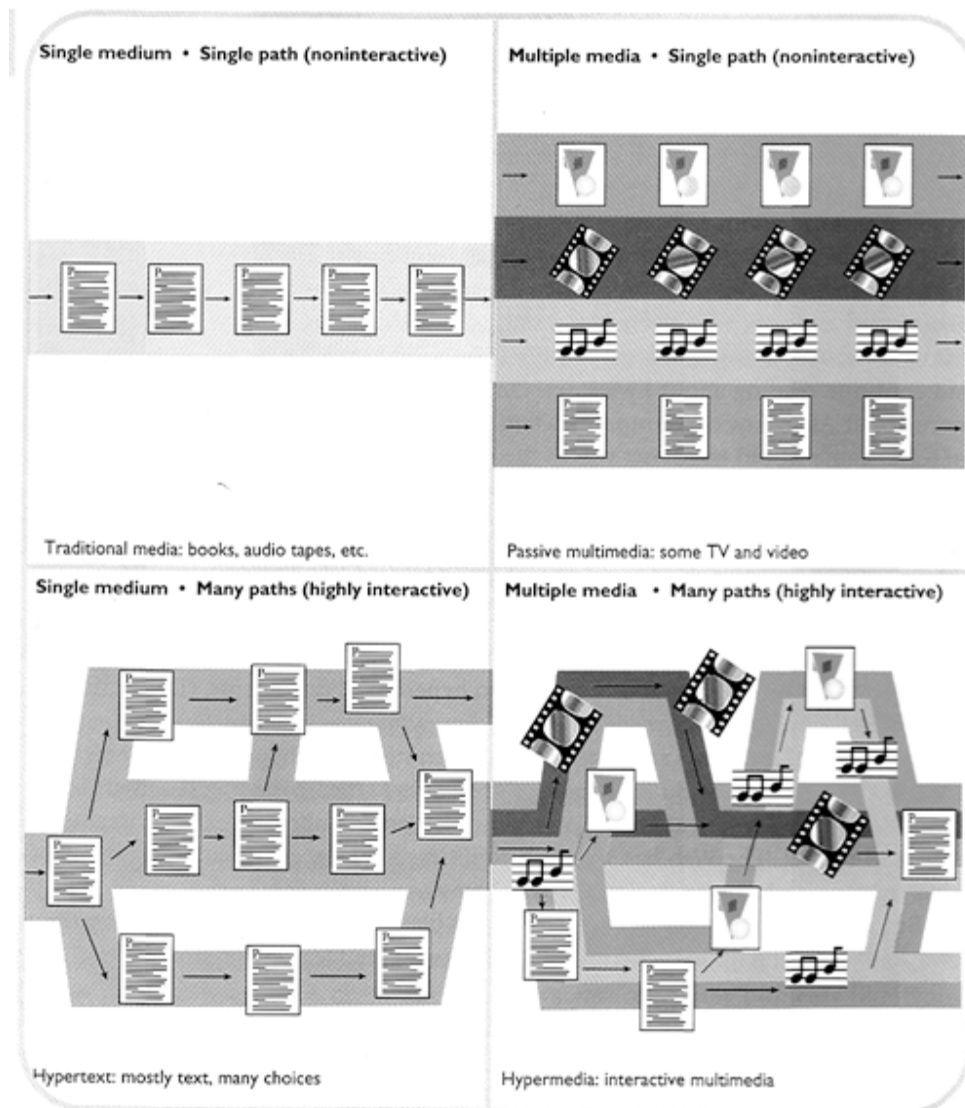 Single medium • Single path (noninteractive)
Multiple media • Single path (noninteractive)
Traditional media: books, audio tapes, etc.
Passive multimedia: some TV and video
Single medium • Many paths (highly interactive)
Multiple media • Many paths (highly interactive)
Hypertext: mostly text, many choices
Hypermedia: interactive multimedia